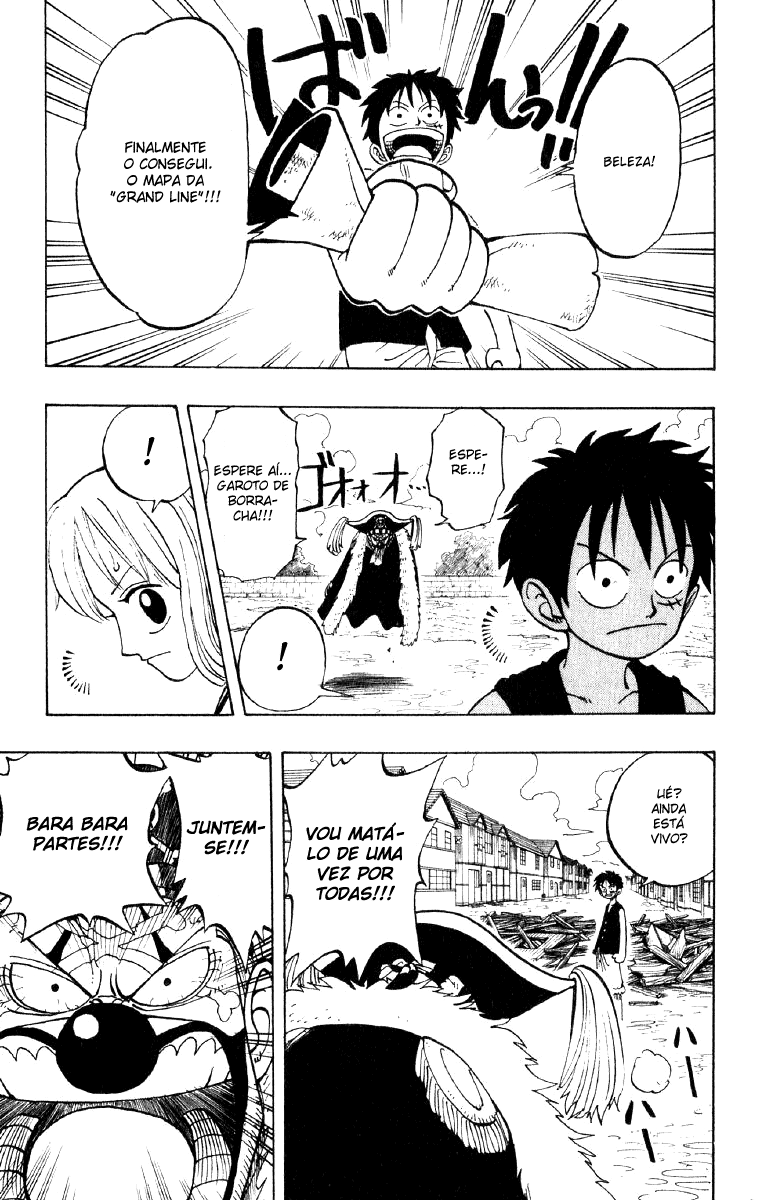 BELEZA!
FINALMENTE
O CONSEGUI.
O MAPA DA
"GRAND LINE"!!!
ばんっ!!
ESPE-
RE...!
ESPERE AÍ...
GAROTO DE
BORRA-
CHA!!!
ゴォォオ...
!
!
UÉ?
AINDA
ESTÁ
VIVO?
VOU MATÁ-
LO DE UMA
VEZ POR
TODAS!!!
ハー
ハー
JUNTEM-
SE!!!
BARA BARA
PARTES!!!